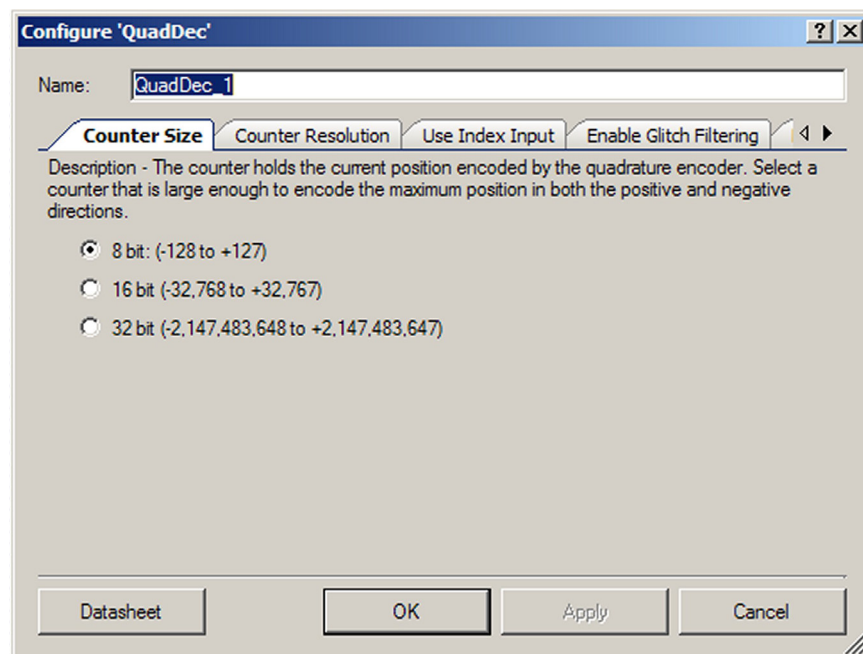 Configure 'QuadDec'
Name: QuadDec_1
Counter Size Counter Resolution Use Index Input Enable Glitch Filtering
Description - The counter holds the current position encoded by the quadrature encoder. Select a
counter that is large enough to encode the maximum position in both the positive and negative
directions.
8 bit: (-128 to +127)
16 bit (-32,768 to +32,767)
32 bit (-2,147,483,648 to +2,147,483,647)
Datasheet OK Apply Cancel